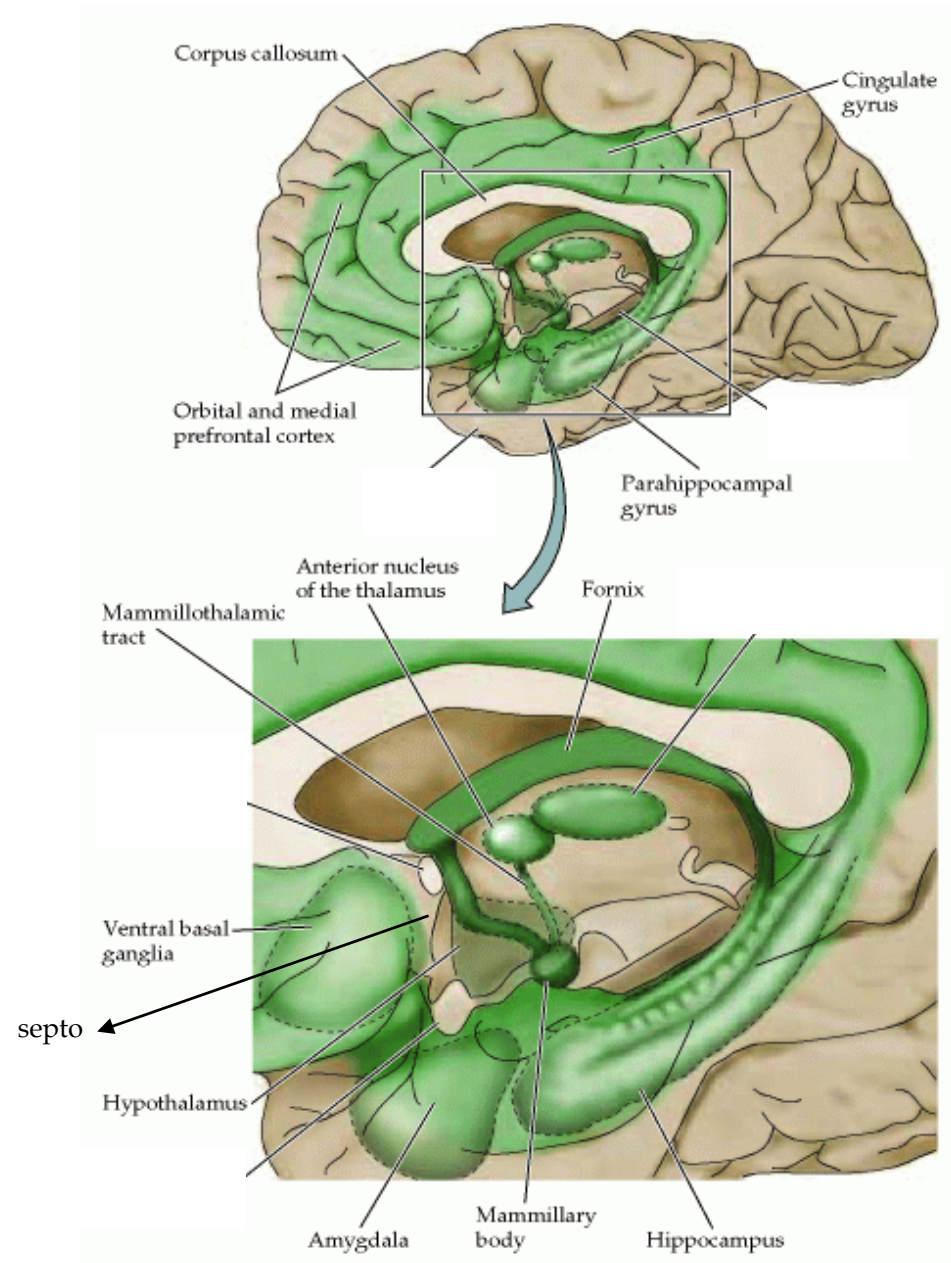 Corpus callosum
Cingulate
gyrus
Orbital and medial
prefrontal cortex
Parahippocampal
gyrus
Anterior nucleus
of the thalamus
Fornix
Mammillothalamic
tract
Ventral basal
ganglia
septo
Hypothalamus
Amygdala
Mammillary
body
Hippocampus